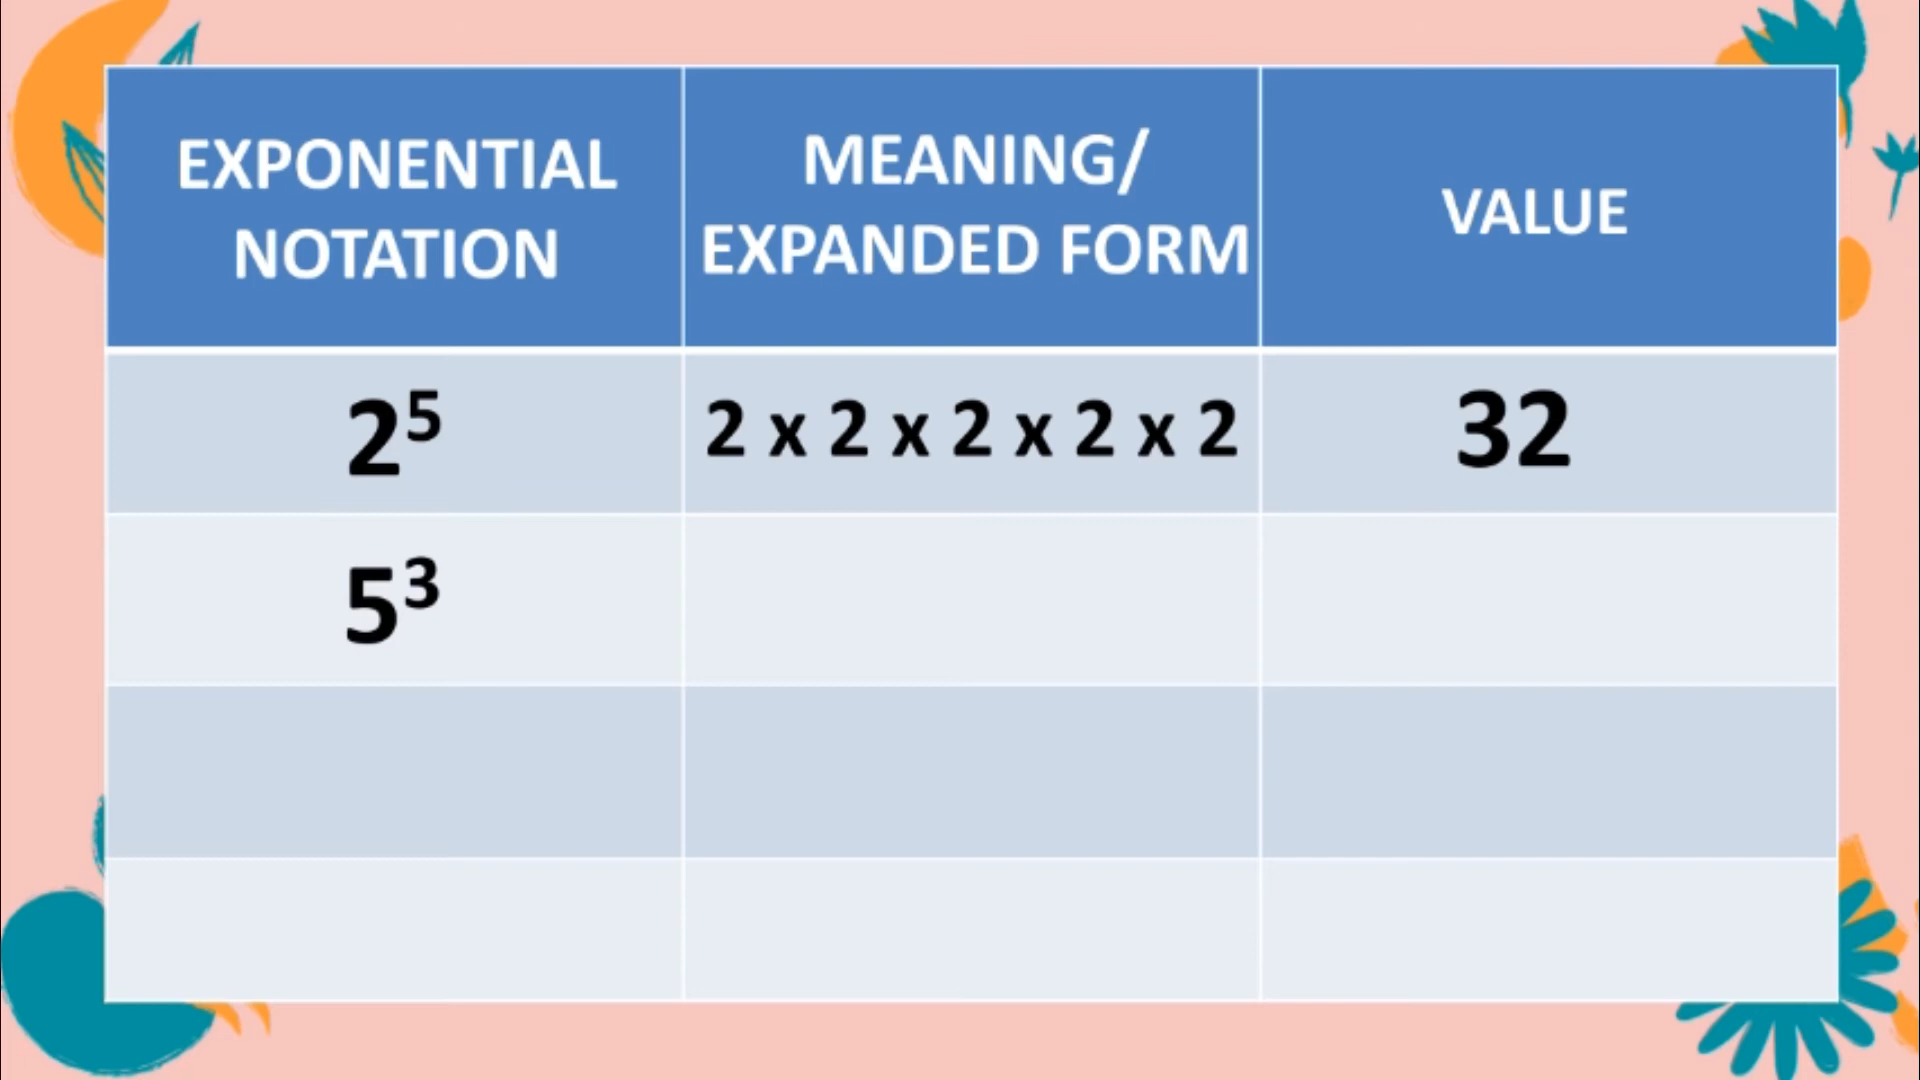 EXPONENTIAL
NOTATION
MEANING/
EXPANDED FORM
VALUE
2⁵
2 x 2 x 2 x 2 x 2
32
5³